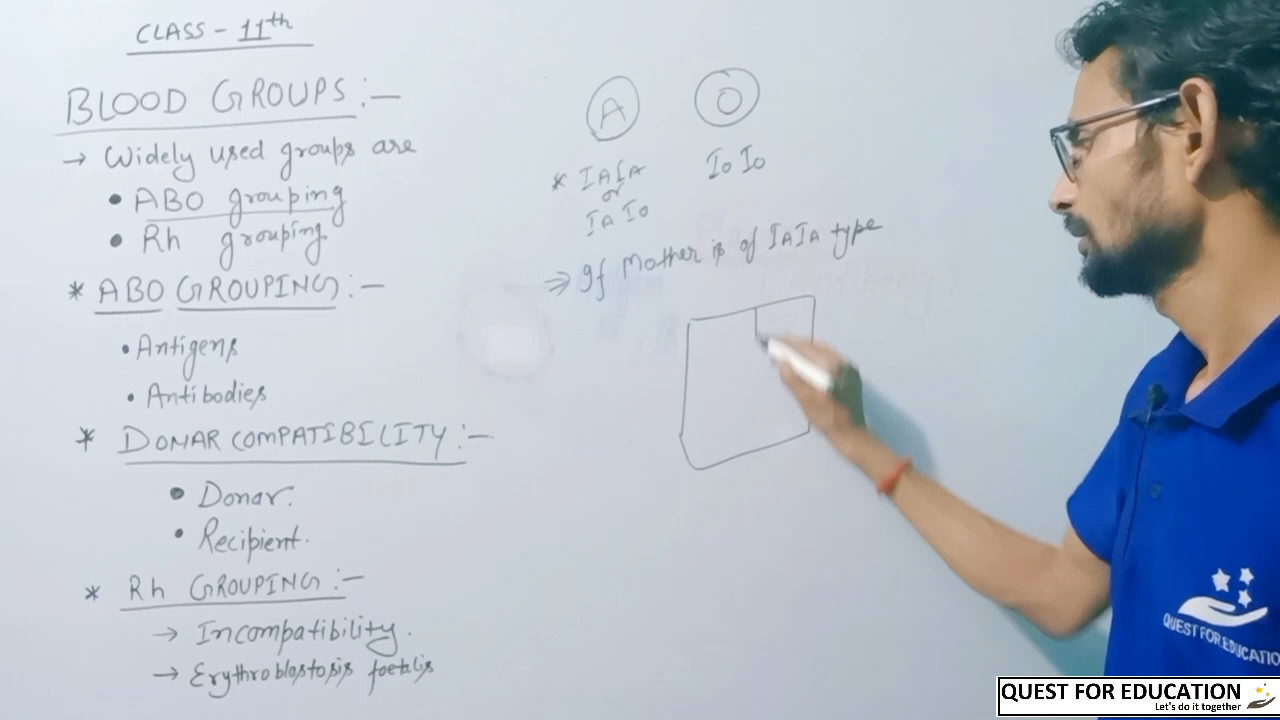 CLASS - 11th
BLOOD GROUPS :-
→ Widely used groups are
• ABO grouping
• Rh grouping
* ABO GROUPING :-
• Antigens
• Antibodies
* DONAR COMPATIBILITY :-
• Donar.
• Recipient.
* Rh GROUPING :-
→ Incompatibility.
→ Erythroblastosis foetalis
A O
* IAIA IoIo
or
IAIo
⇒ If Mother is of IAIA type
QUEST FOR EDUCATIO
QUEST FOR EDUCATION
Let's do it together